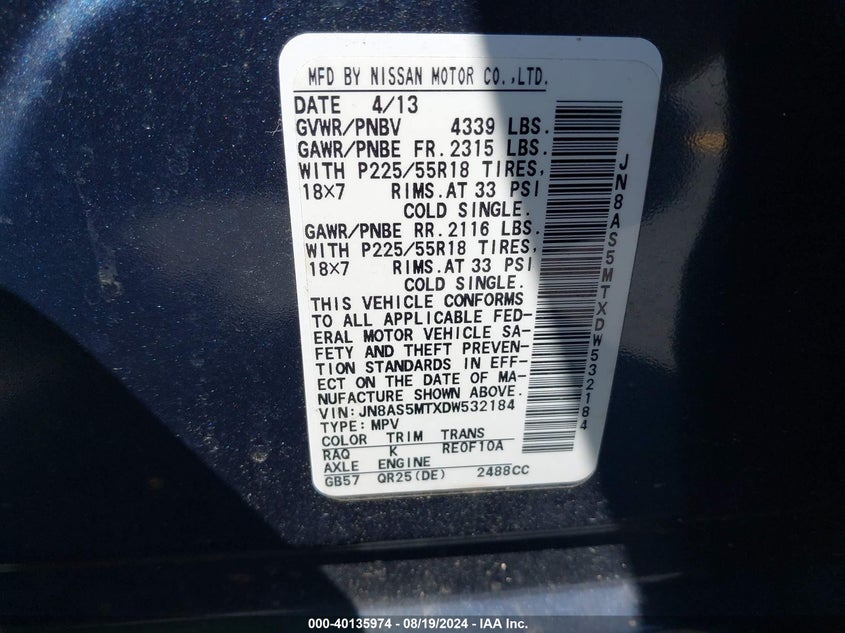 MFD BY NISSAN MOTOR CO.,LTD.
DATE 4/13
GVWR/PNBV 4339 LBS.
GAWR/PNBE FR.2315 LBS.
WITH P225/55R18 TIRES,
18×7 RIMS.AT 33 PSI
COLD SINGLE.
GAWR/PNBE RR.2116 LBS.
WITH P225/55R18 TIRES,
18×7 RIMS.AT 33 PSI
COLD SINGLE.
THIS VEHICLE CONFORMS
TO ALL APPLICABLE FED-
ERAL MOTOR VEHICLE SA-
FETY AND THEFT PREVEN-
TION STANDARDS IN EFF-
ECT ON THE DATE OF MA-
NUFACTURE SHOWN ABOVE.
VIN:JN8AS5MTXDW532184
TYPE:MPV
COLOR TRIM TRANS
RAQ K RE0F10A
AXLE ENGINE
GB57 QR25(DE) 2488CC
JN8AS5MTXDW532184
000-40135974 - 08/19/2024 - IAA Inc.